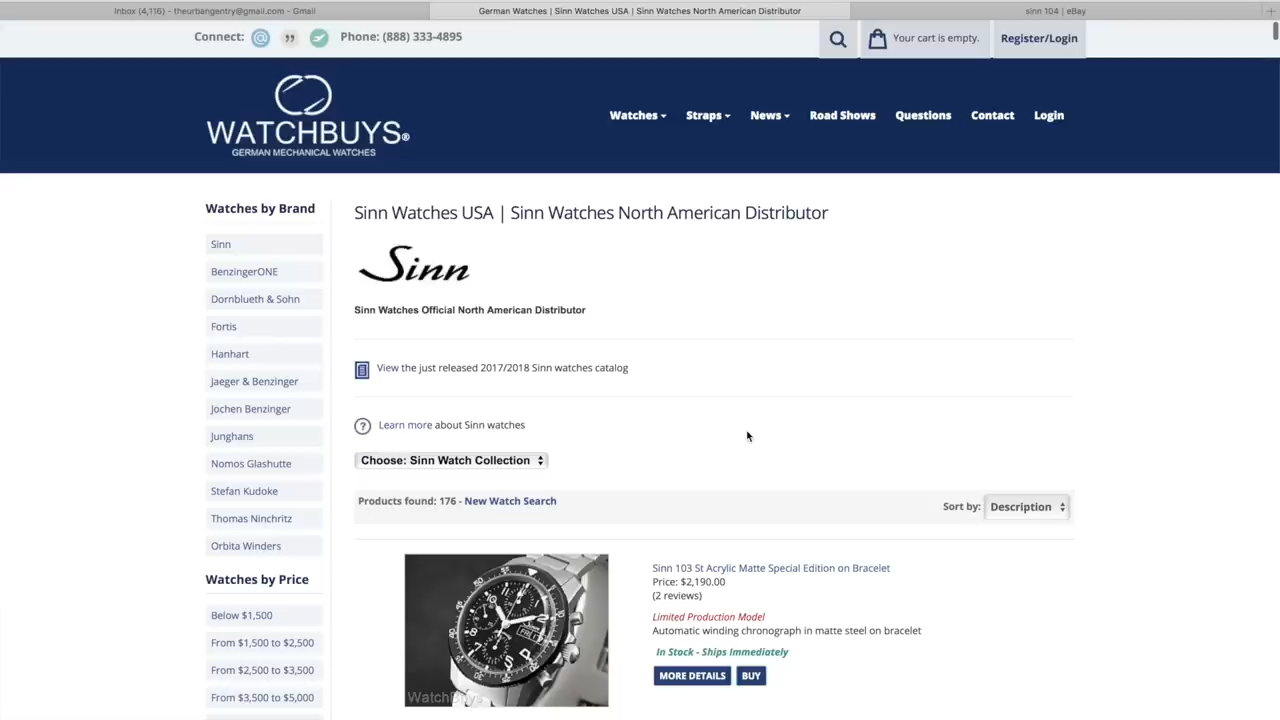 Inbox (4,116) - theurbangentry@gmail.com - Gmail
German Watches | Sinn Watches USA | Sinn Watches North American Distributor
sinn 104 | eBay
Connect:
Phone: (888) 333-4895
Your cart is empty.
Register/Login
WATCHBUYS®
GERMAN MECHANICAL WATCHES
Watches
Straps
News
Road Shows
Questions
Contact
Login
Watches by Brand
Sinn
BenzingerONE
Dornblueth & Sohn
Fortis
Hanhart
Jaeger & Benzinger
Jochen Benzinger
Junghans
Nomos Glashutte
Stefan Kudoke
Thomas Ninchritz
Orbita Winders
Watches by Price
Below $1,500
From $1,500 to $2,500
From $2,500 to $3,500
From $3,500 to $5,000
Sinn Watches USA | Sinn Watches North American Distributor
Sinn
Sinn Watches Official North American Distributor
View the just released 2017/2018 Sinn watches catalog
Learn more about Sinn watches
Choose: Sinn Watch Collection
Products found: 176 - New Watch Search
Sort by: Description
WatchBuys
Sinn 103 St Acrylic Matte Special Edition on Bracelet
Price: $2,190.00
(2 reviews)
Limited Production Model
Automatic winding chronograph in matte steel on bracelet
In Stock - Ships Immediately
MORE DETAILS
BUY